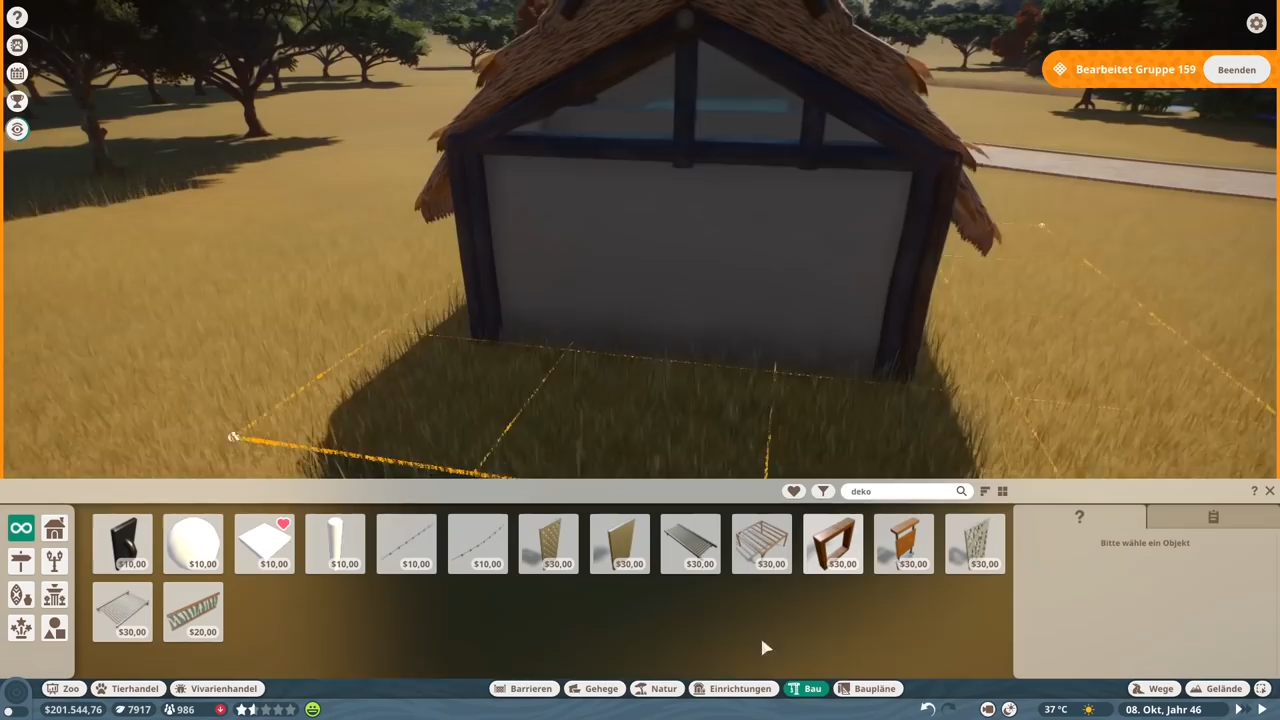 Bearbeitet Gruppe 159
Beenden
deko
$10,00
$10,00
$10,00
$10,00
$10,00
$10,00
$30,00
$30,00
$30,00
$30,00
$30,00
$30,00
$30,00
$30,00
$20,00
?
Bitte wähle ein Objekt
Zoo
Tierhandel
Vivarienhandel
Barrieren
Gehege
Natur
Einrichtungen
Bau
Baupläne
Wege
Gelände
$201.544,76
7917
986
37 °C
08. Okt, Jahr 46